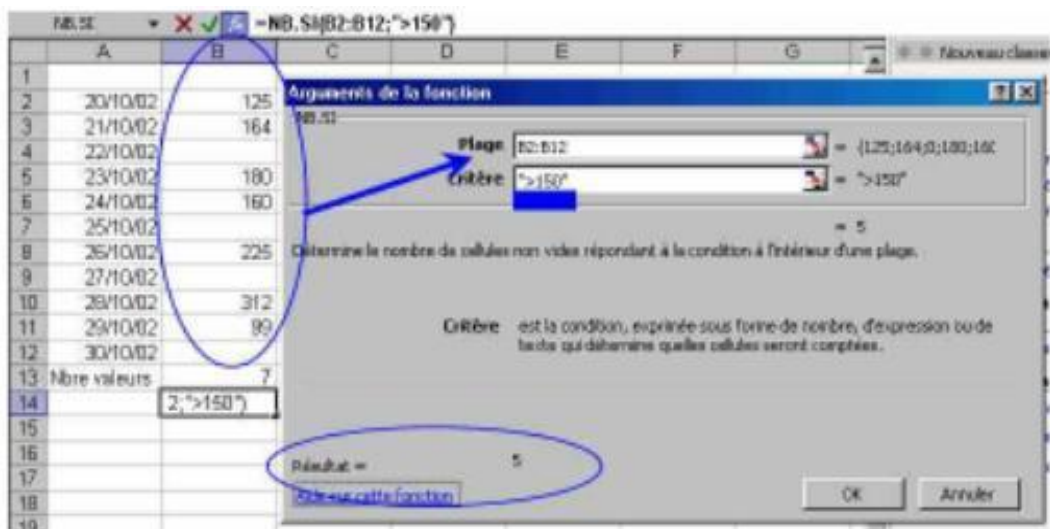 NB.SI =NB.SI(B2:B12;">150")
A B C D E F G Nouveau
1
2 20/10/02 125
3 21/10/02 164
4 22/10/02
5 23/10/02 180
6 24/10/02 160
7 25/10/02
8 26/10/02 225
9 27/10/02
10 28/10/02 312
11 29/10/02 99
12 30/10/02
13 Nbre valeurs 7
14 2;">150")
15
16
17
18
19
Arguments de la fonction
NB.SI
Plage B2:B12 = {125;164;0;180;160
Critère ">150" = ">150"
= 5
Détermine le nombre de cellules non vides répondant à la condition à l'intérieur d'une plage.
Critère est la condition, exprimée sous forme de nombre, d'expression ou de
texte qui détermine quelles cellules seront comptées.
Résultat = 5
Aide sur cette fonction
OK Annuler